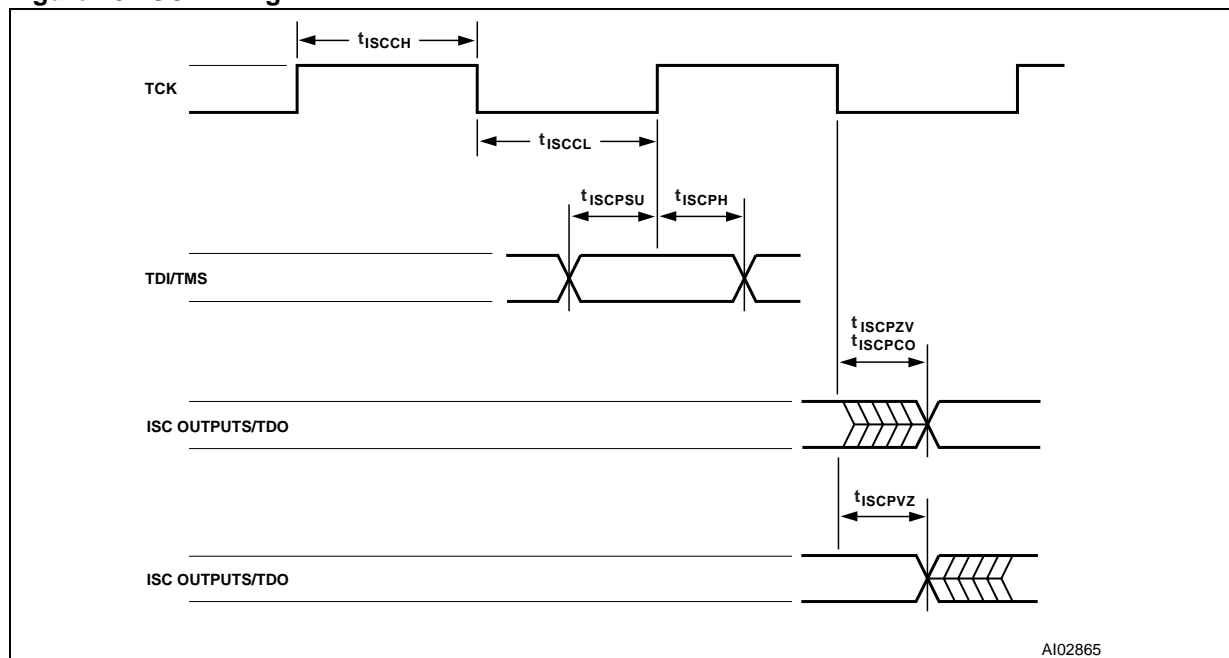 tISCCH
TCK
tISCCL
tISCPSU
tISCPH
TDI/TMS
tISCPZV
tISCPCO
ISC OUTPUTS/TDO
tISCPVZ
ISC OUTPUTS/TDO
AI02865